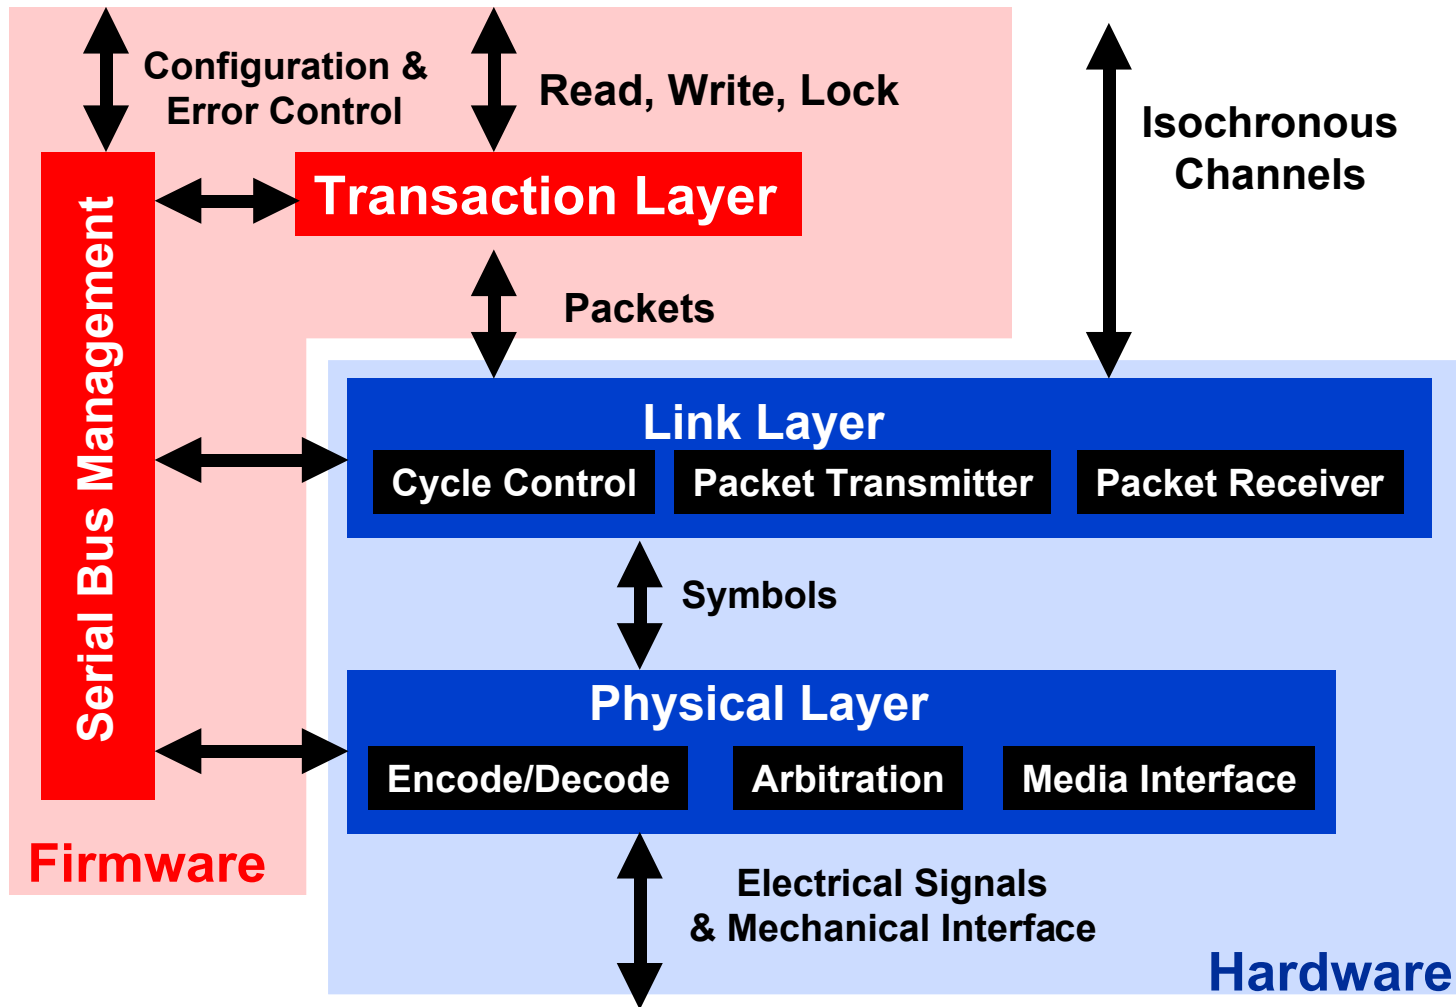 Configuration &
Error Control
Read, Write, Lock
Isochronous
Channels
Transaction Layer
Serial Bus Management
Packets
Link Layer
Cycle Control
Packet Transmitter
Packet Receiver
Symbols
Physical Layer
Encode/Decode
Arbitration
Media Interface
Firmware
Electrical Signals
& Mechanical Interface
Hardware